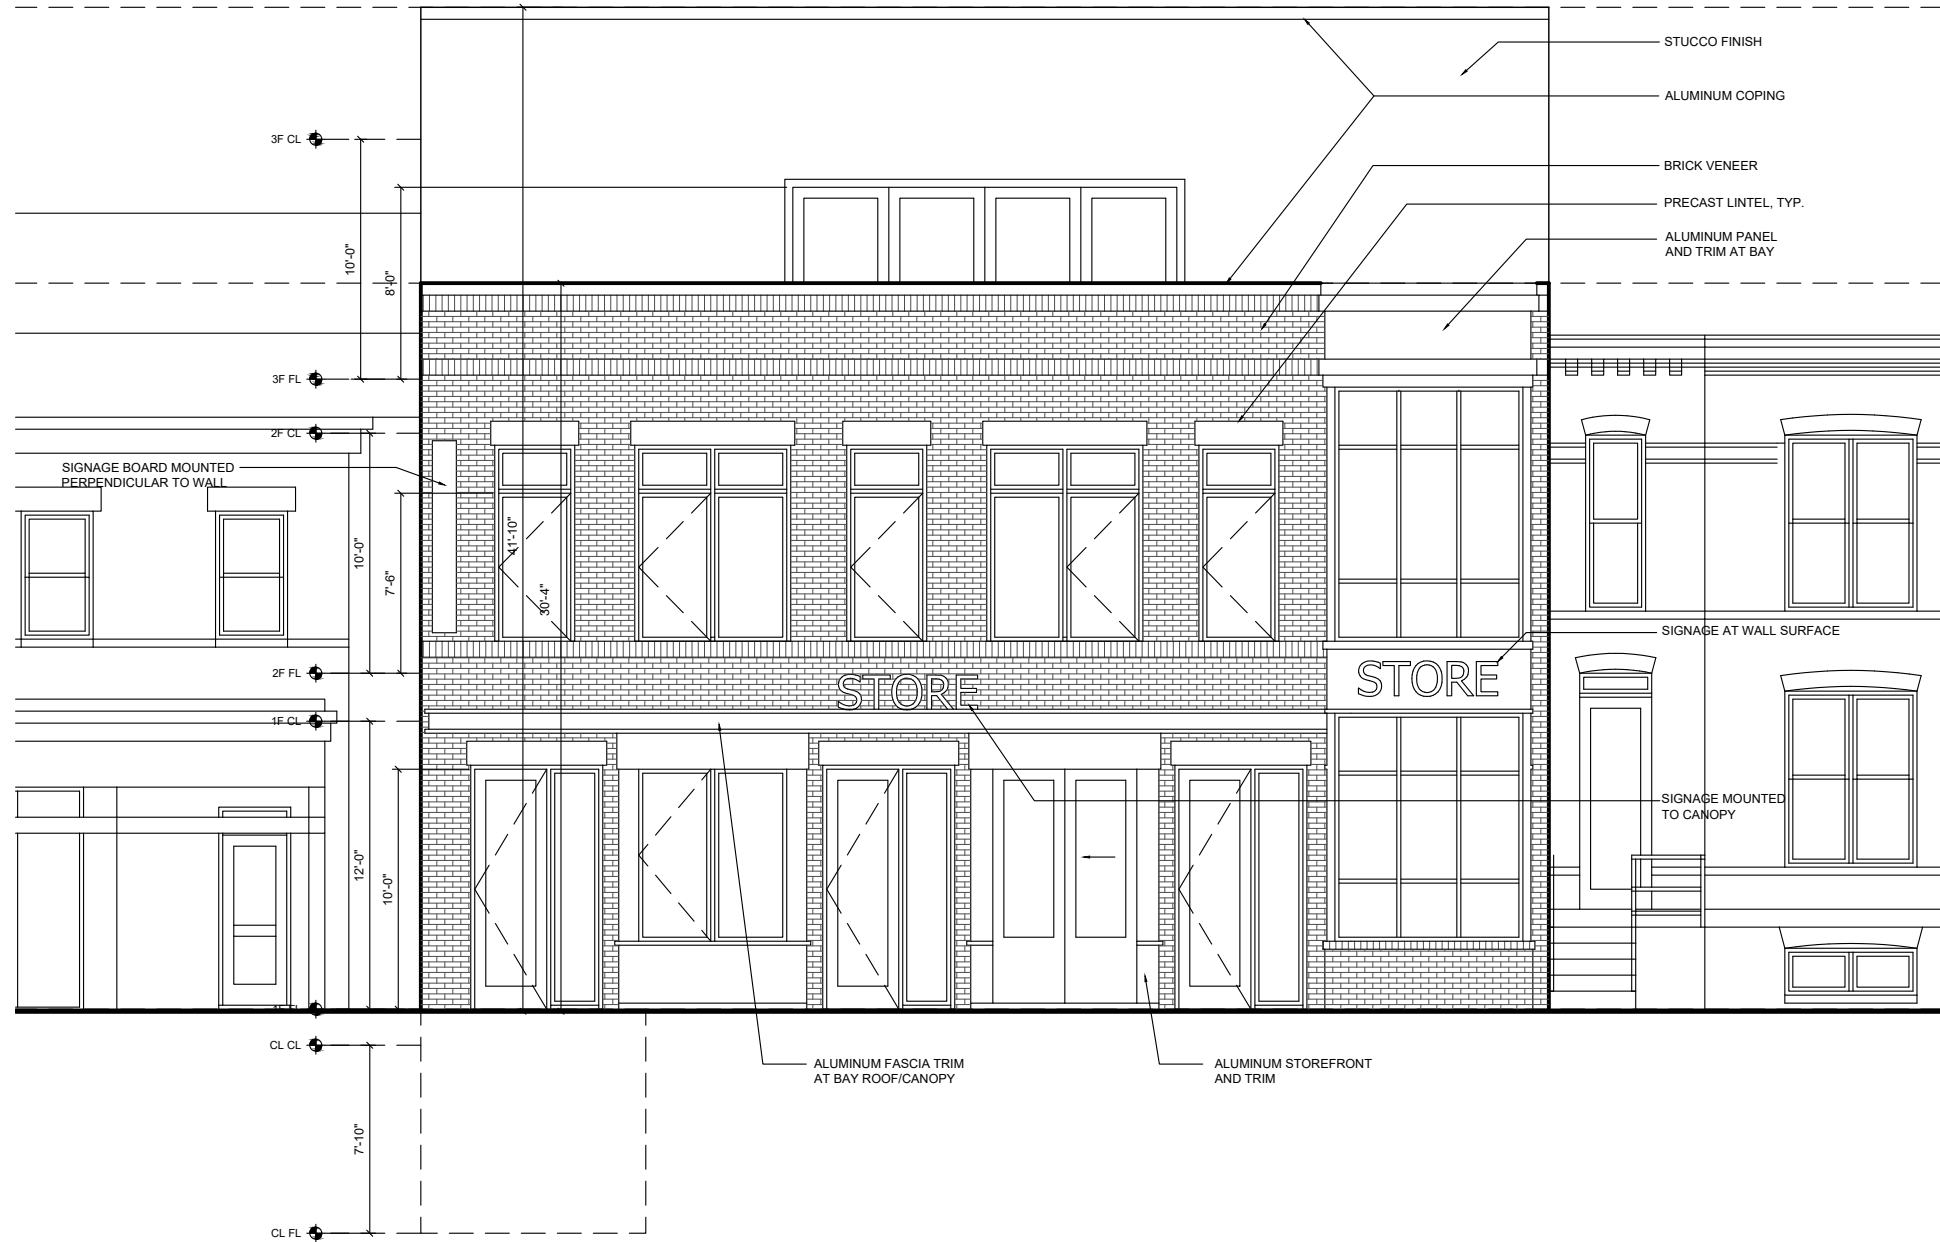 STUCCO FINISH
ALUMINUM COPING
3F CL
BRICK VENEER
PRECAST LINTEL, TYP.
ALUMINUM PANEL
AND TRIM AT BAY
10'-0"
8'-0"
3F FL
2F CL
SIGNAGE BOARD MOUNTED
PERPENDICULAR TO WALL
41'-10"
10'-0"
7'-6"
30'-4"
SIGNAGE AT WALL SURFACE
2F FL
STORE
STORE
1F CL
SIGNAGE MOUNTED
TO CANOPY
12'-0"
10'-0"
CL CL
ALUMINUM FASCIA TRIM
AT BAY ROOF/CANOPY
ALUMINUM STOREFRONT
AND TRIM
7'-10"
CL FL